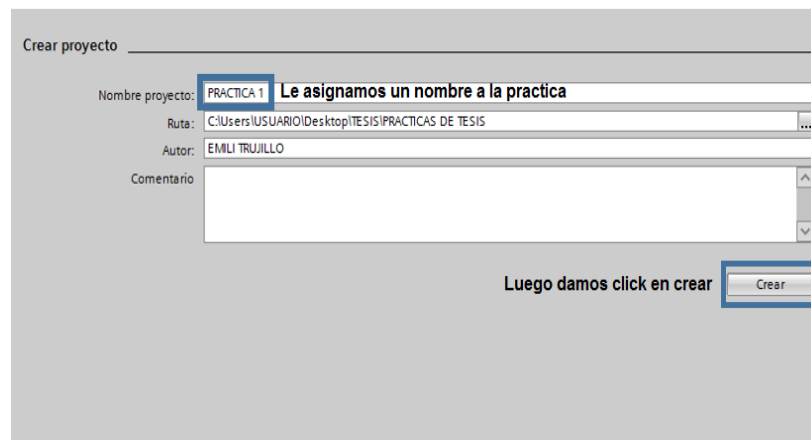 Crear proyecto
Nombre proyecto: PRACTICA 1 Le asignamos un nombre a la practica
Ruta: C:\Users\USUARIO\Desktop\TESIS\PRACTICAS DE TESIS ...
Autor: EMILI TRUJILLO
Comentario
Luego damos click en crear Crear